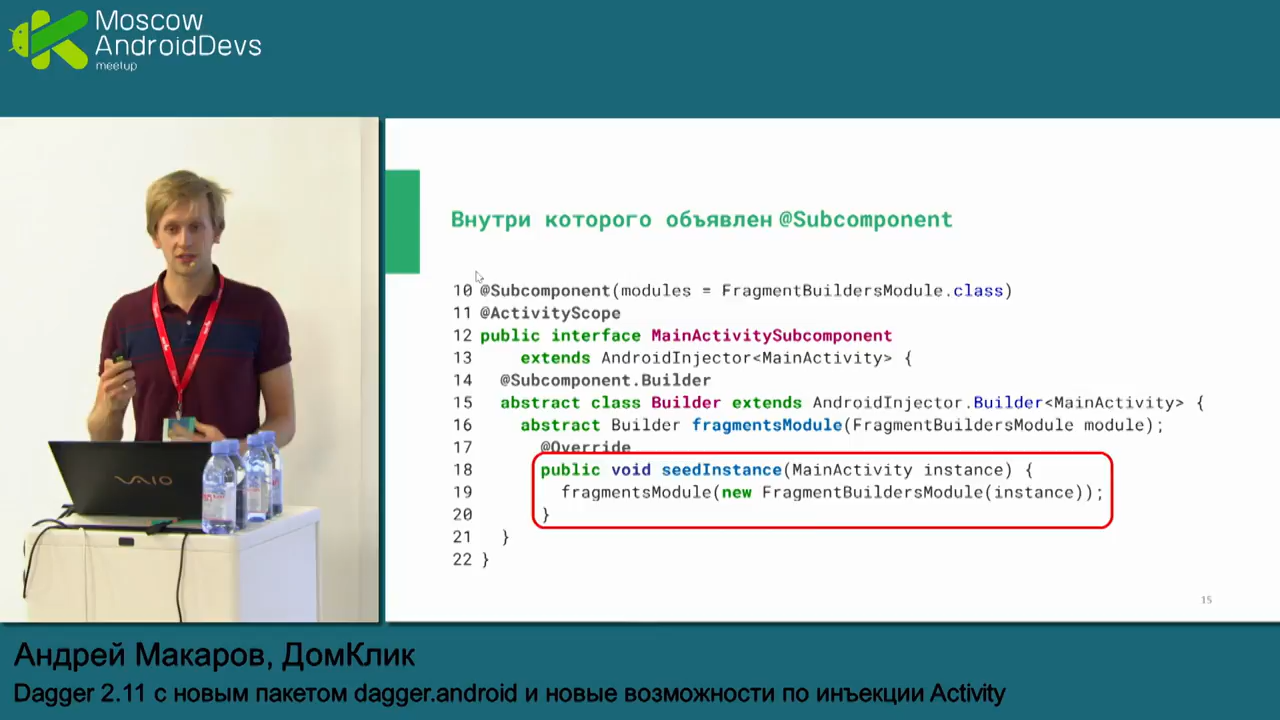 Moscow
AndroidDevs
meetup
Внутри которого объявлен @Subcomponent
10 @Subcomponent(modules = FragmentBuildersModule.class)
11 @ActivityScope
12 public interface MainActivitySubcomponent
13 extends AndroidInjector<MainActivity> {
14 @Subcomponent.Builder
15 abstract class Builder extends AndroidInjector.Builder<MainActivity> {
16 abstract Builder fragmentsModule(FragmentBuildersModule module);
17 @Override
18 public void seedInstance(MainActivity instance) {
19 fragmentsModule(new FragmentBuildersModule(instance));
20 }
21 }
22 }
15
VAIO
Андрей Макаров, ДомКлик
Dagger 2.11 с новым пакетом dagger.android и новые возможности по инъекции Activity